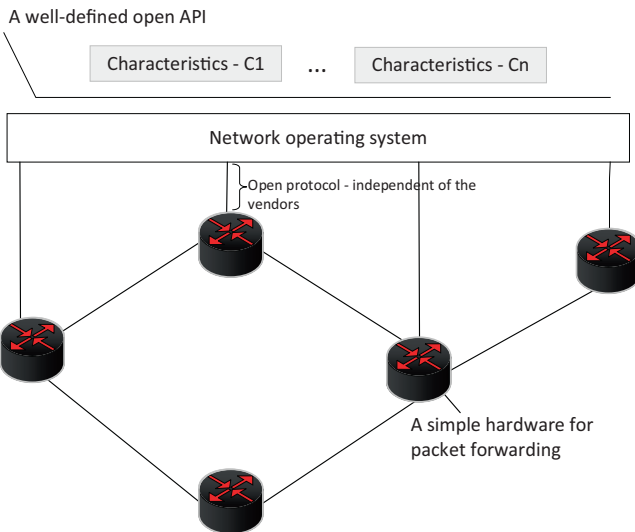 A well-defined open API
Characteristics - C1 ... Characteristics - Cn
Network operating system
Open protocol - independent of the
vendors
A simple hardware for
packet forwarding